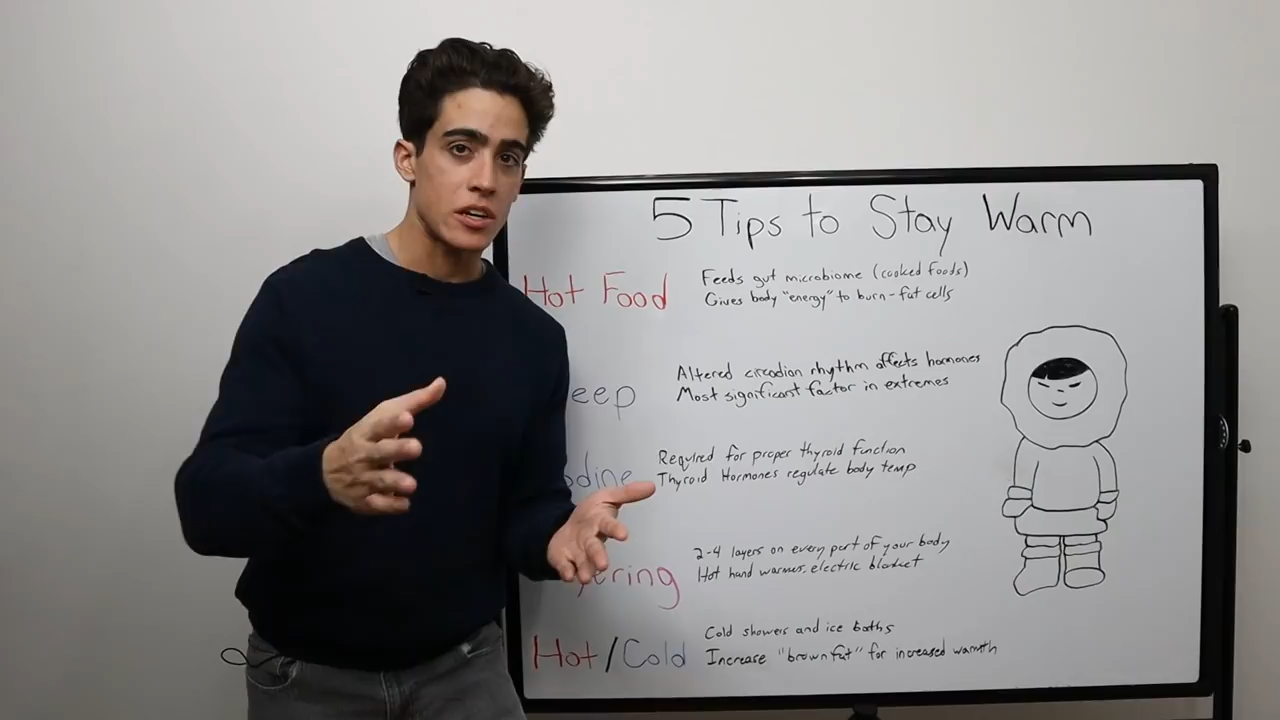 5 Tips to Stay Warm
Hot Food
Feeds gut microbiome (cooked foods)
Gives body "energy" to burn-fat cells
eep
Altered circadian rhythm affects hormones
Most significant factor in extremes
odine
Required for proper thyroid function
Thyroid Hormones regulate body temp
ering
2-4 layers on every part of your body
Hot hand warmers, electric blanket
Hot/Cold
Cold showers and ice baths
Increase "brown fat" for increased warmth